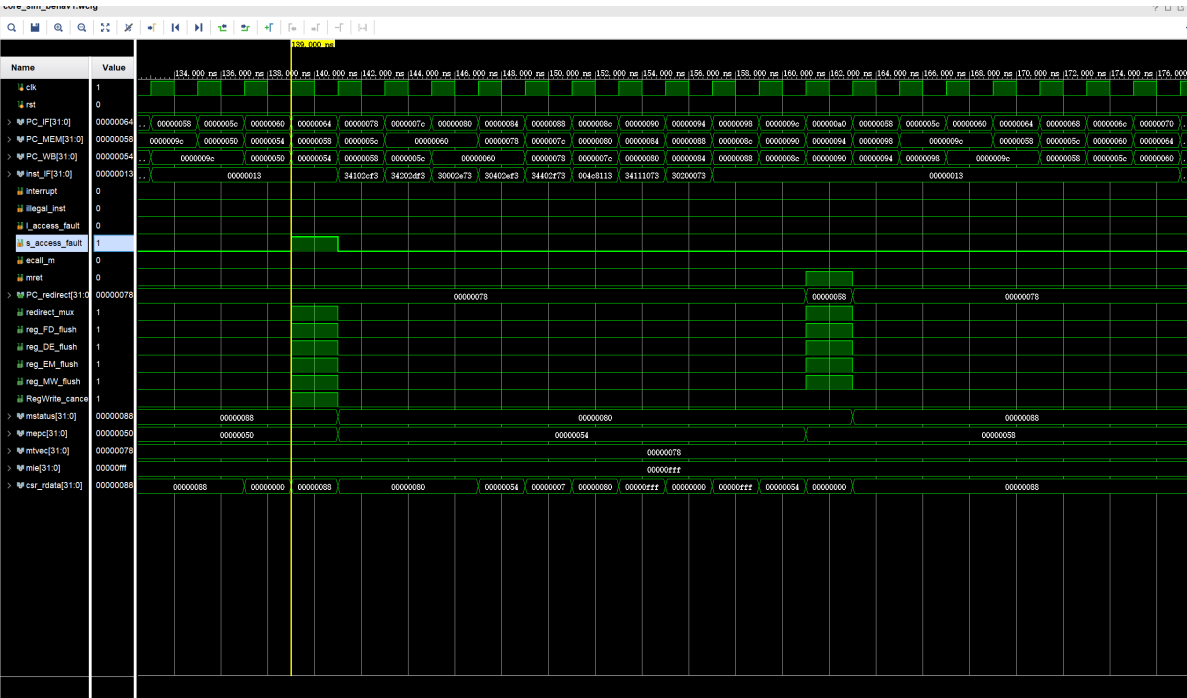 core_sim_behav1.wcfg
139.000 ns
Name Value
134.000 ns 136.000 ns 138.000 ns 140.000 ns 142.000 ns 144.000 ns 146.000 ns 148.000 ns 150.000 ns 152.000 ns 154.000 ns 156.000 ns 158.000 ns 160.000 ns 162.000 ns 164.000 ns 166.000 ns 168.000 ns 170.000 ns 172.000 ns 174.000 ns 176.000
clk 1
rst 0
PC_IF[31:0] 00000064 .. 00000058 0000005c 00000060 00000064 00000078 0000007c 00000080 00000084 00000088 0000008c 00000090 00000094 00000098 0000009c 000000a0 00000058 0000005c 00000060 00000064 00000068 0000006c 00000070
PC_MEM[31:0] 00000058 0000009c 00000050 00000054 00000058 0000005c 00000060 00000078 0000007c 00000080 00000084 00000088 0000008c 00000090 00000094 00000098 0000009c 00000058 0000005c 00000060 00000064
PC_WB[31:0] 00000054 .. 0000009c 00000050 00000054 00000058 0000005c 00000060 00000078 0000007c 00000080 00000084 00000088 0000008c 00000090 00000094 00000098 0000009c 00000058 0000005c 00000060
inst_IF[31:0] 00000013 .. 00000013 34102cf3 34202df3 30002e73 30402ef3 34402f73 004c8113 34111073 30200073 00000013
interrupt 0
illegal_inst 0
l_access_fault 0
s_access_fault 1
ecall_m 0
mret 0
PC_redirect[31:0 00000078 00000078 00000058 00000078
redirect_mux 1
reg_FD_flush 1
reg_DE_flush 1
reg_EM_flush 1
reg_MW_flush 1
RegWrite_cance 1
mstatus[31:0] 00000088 00000088 00000080 00000088
mepc[31:0] 00000050 00000050 00000054 00000058
mtvec[31:0] 00000078 00000078
mie[31:0] 00000fff 00000fff
csr_rdata[31:0] 00000088 00000088 00000000 00000088 00000080 00000054 00000007 00000080 00000fff 00000000 00000fff 00000054 00000000 00000088